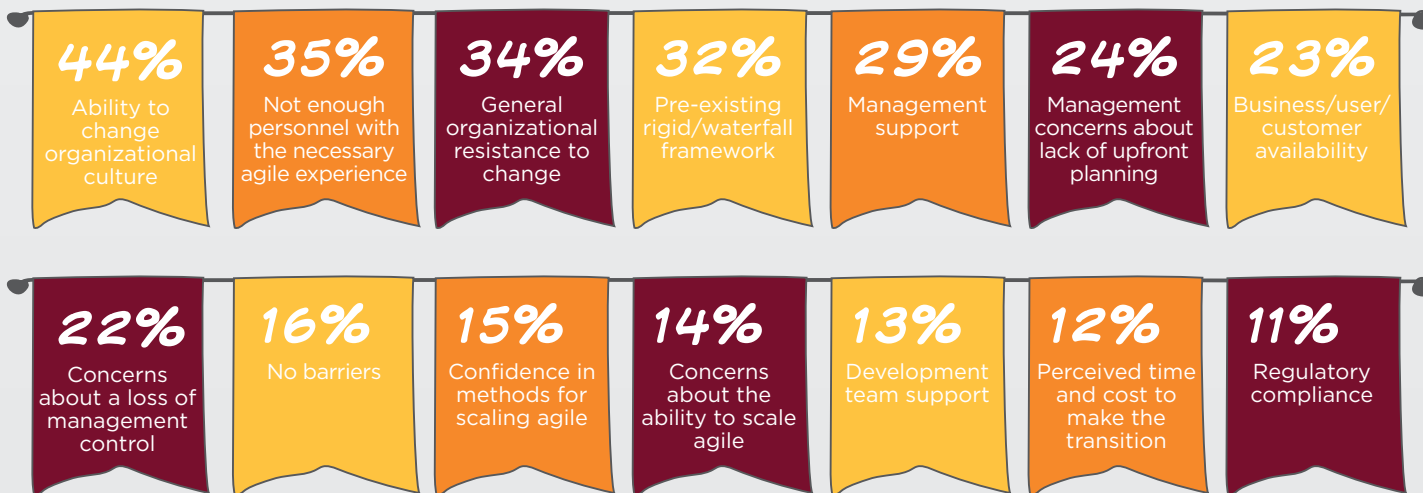 44%
Ability to
change
organizational
culture
35%
Not enough
personnel with
the necessary
agile experience
34%
General
organizational
resistance to
change
32%
Pre-existing
rigid/waterfall
framework
29%
Management
support
24%
Management
concerns about
lack of upfront
planning
23%
Business/user/
customer
availability
22%
Concerns
about a loss of
management
control
16%
No barriers
15%
Confidence in
methods for
scaling agile
14%
Concerns
about the
ability to scale
agile
13%
Development
team support
12%
Perceived time
and cost to
make the
transition
11%
Regulatory
compliance